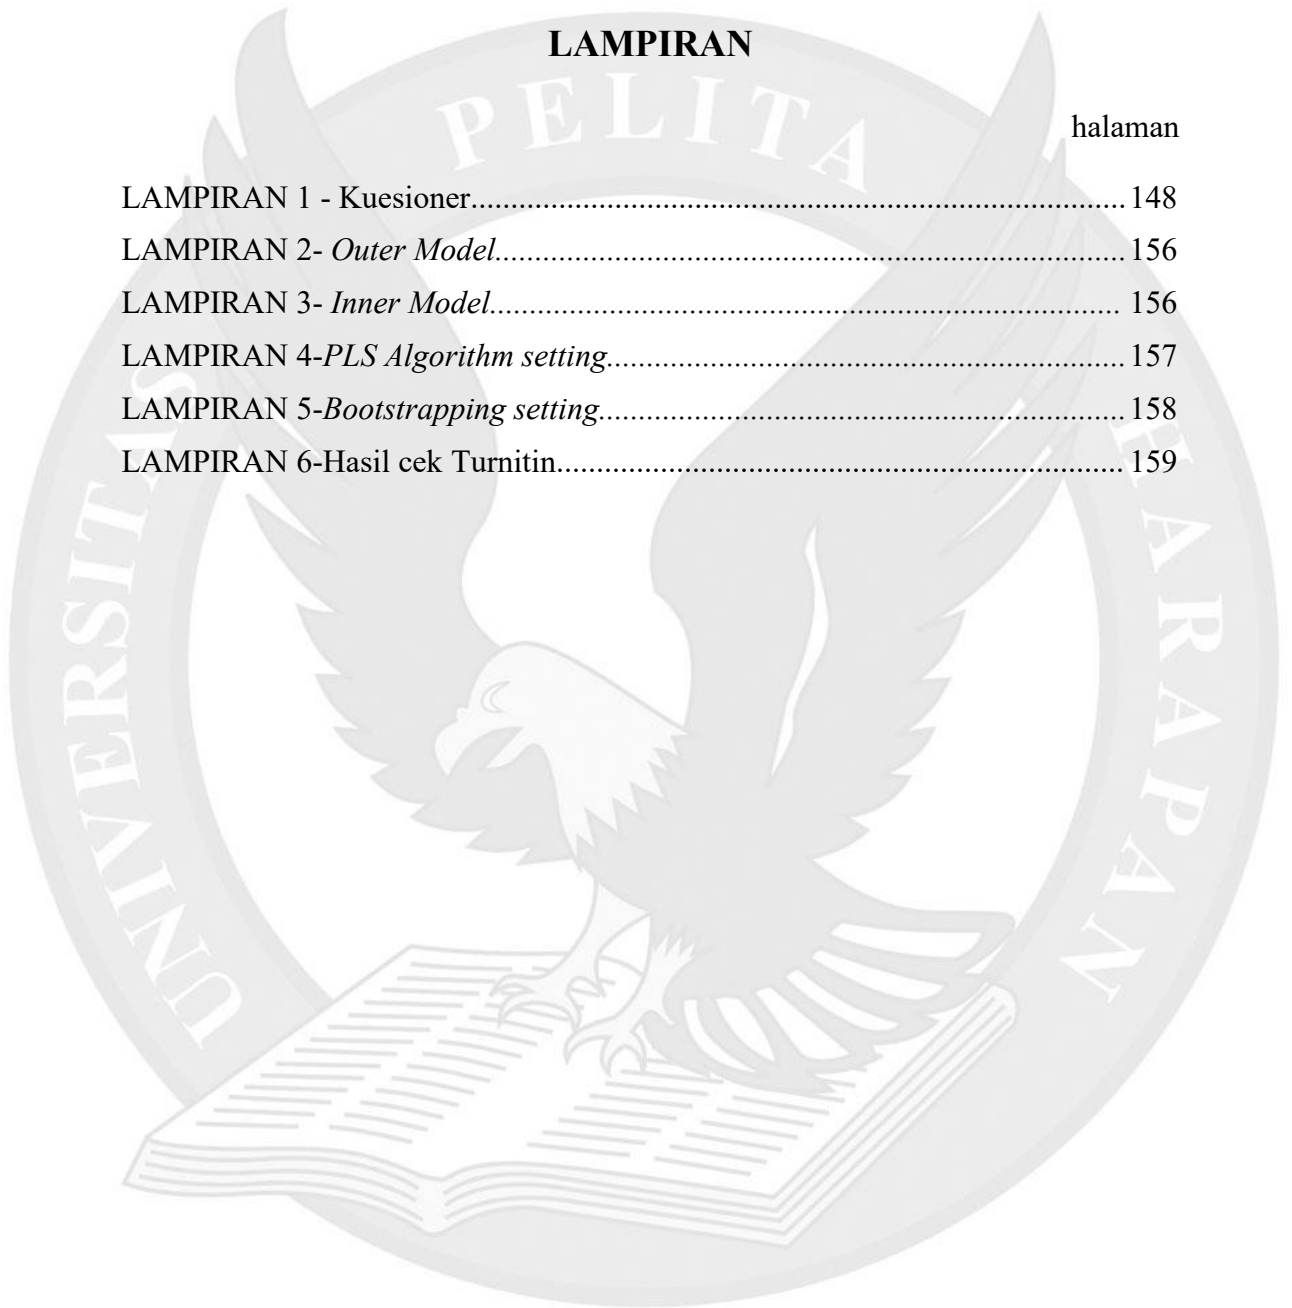 LAMPIRAN
PELITA
halaman
LAMPIRAN 1 - Kuesioner................................................................................148
LAMPIRAN 2- Outer Model.............................................................................156
LAMPIRAN 3- Inner Model............................................................................. 156
LAMPIRAN 4-PLS Algorithm setting...............................................................157
LAMPIRAN 5-Bootstrapping setting................................................................158
LAMPIRAN 6-Hasil cek Turnitin..................................................................... 159
UNIVERSITAS
HARAPAN